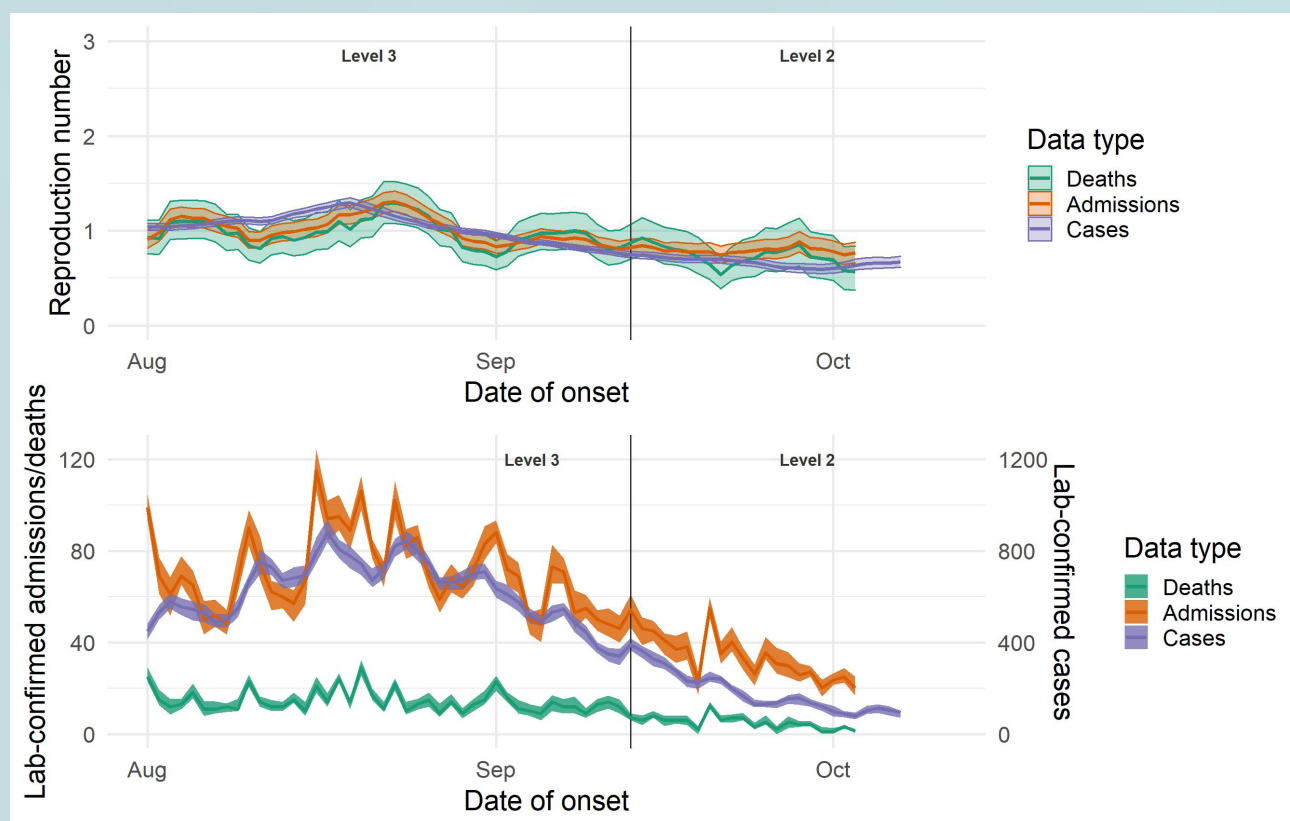 3
2
1
0
Reproduction number
Level 3
Level 2
Aug
Sep
Oct
Date of onset
Data type
Deaths
Admissions
Cases
120
80
40
0
Lab-confirmed admissions/deaths
Level 3
Level 2
1200
800
400
0
Lab-confirmed cases
Aug
Sep
Oct
Date of onset
Data type
Deaths
Admissions
Cases